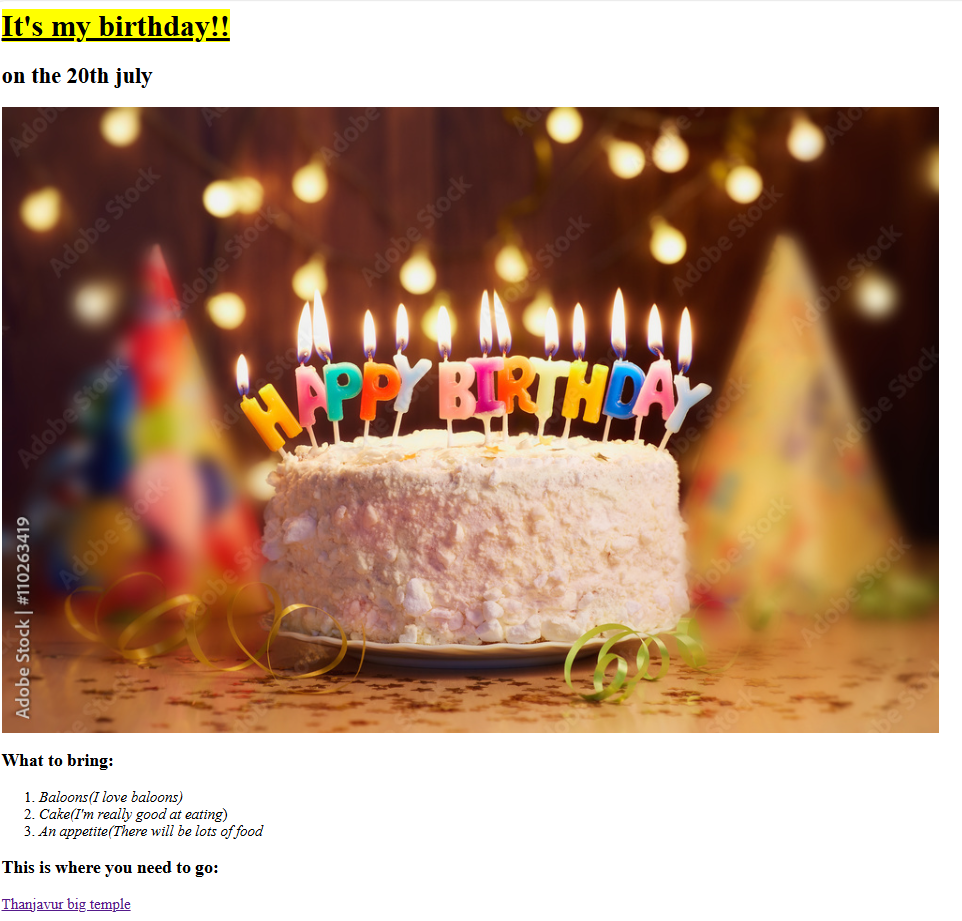 It's my birthday!!
on the 20th july
HAPPY BIRTHDAY
Adobe Stock | #110263419
What to bring:
1. Baloons(I love baloons)
2. Cake(I'm really good at eating)
3. An appetite(There will be lots of food
This is where you need to go:
Thanjavur big temple